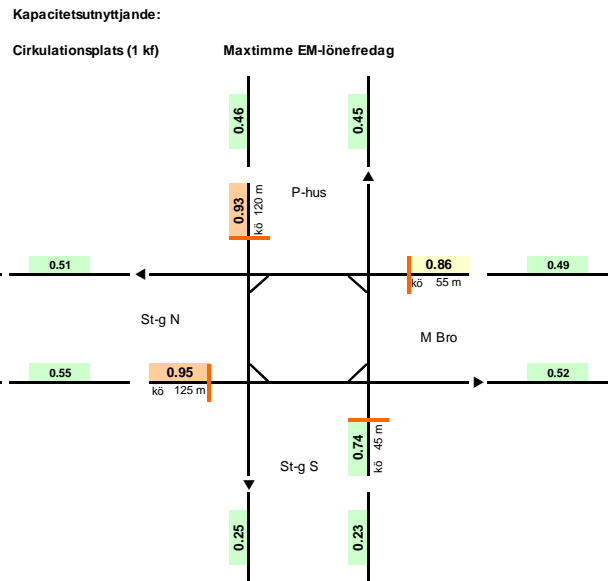 Kapacitetsutnyttjande:
Cirkulationsplats (1 kf)
Maxtimme EM-lönefredag
0.46
0.45
0.93
kö 120 m
P-hus
0.51
0.86
0.49
kö 55 m
St-g N
M Bro
0.55
0.95
0.52
kö 125 m
0.74
kö 45 m
St-g S
0.25
0.23